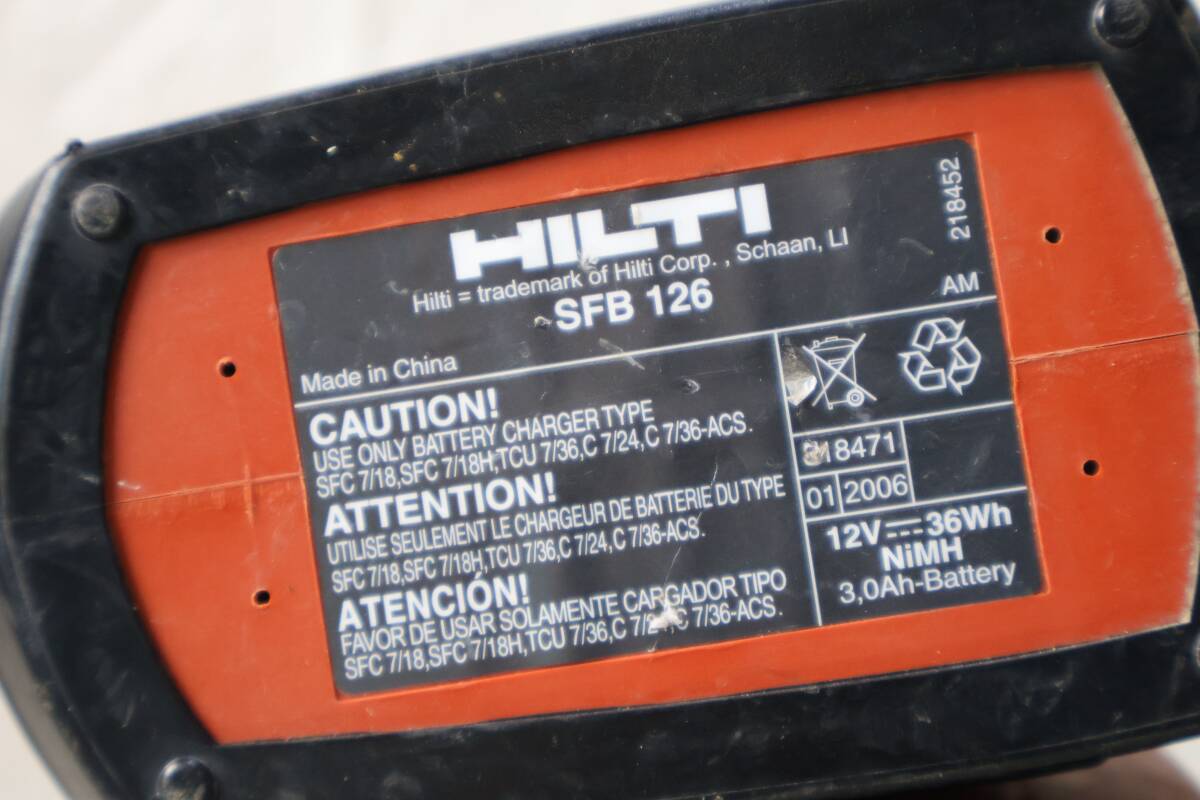 HILTI
Hilti = trademark of Hilti Corp. , Schaan, LI
SFB 126
218452
AM
Made in China
CAUTION!
USE ONLY BATTERY CHARGER TYPE
SFC 7/18,SFC 7/18H,TCU 7/36,C 7/24,C 7/36-ACS.
ATTENTION!
UTILISE SEULEMENT LE CHARGEUR DE BATTERIE DU TYPE
SFC 7/18,SFC 7/18H,TCU 7/36,C 7/24,C 7/36-ACS.
ATENCIÓN!
FAVOR DE USAR SOLAMENTE CARGADOR TIPO
SFC 7/18,SFC 7/18H,TCU 7/36,C 7/24,C 7/36-ACS.
01 2006
12V 36Wh
NiMH
3,0Ah-Battery